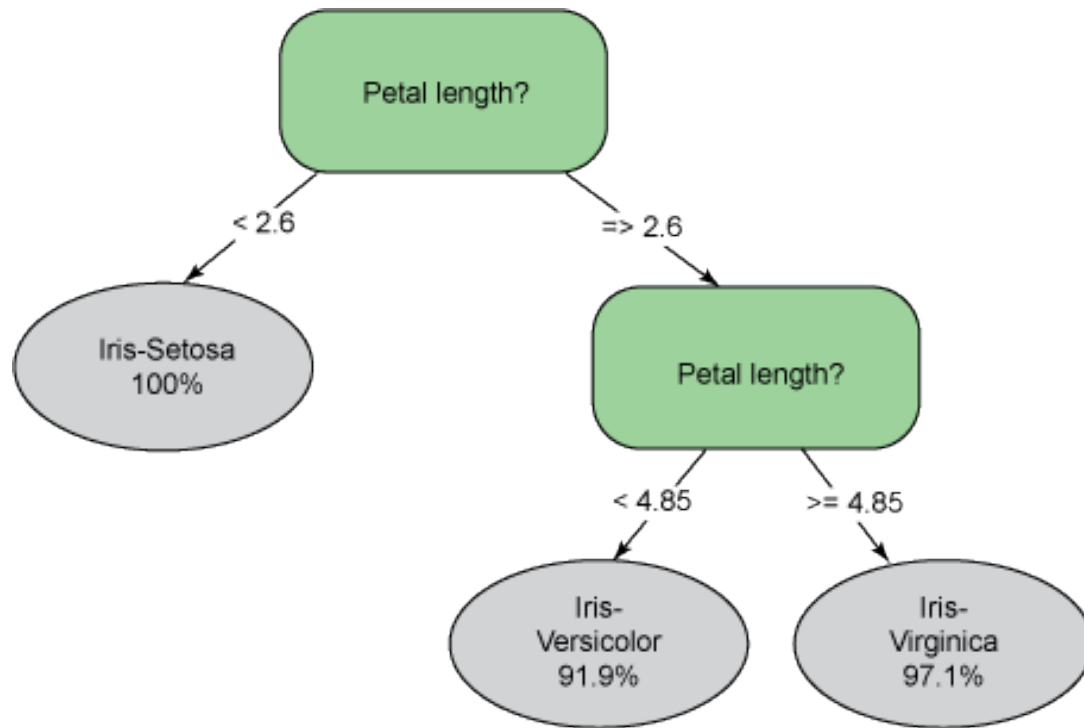 Petal length?
< 2.6
=> 2.6
Iris-Setosa
100%
Petal length?
< 4.85
>= 4.85
Iris-
Versicolor
91.9%
Iris-
Virginica
97.1%